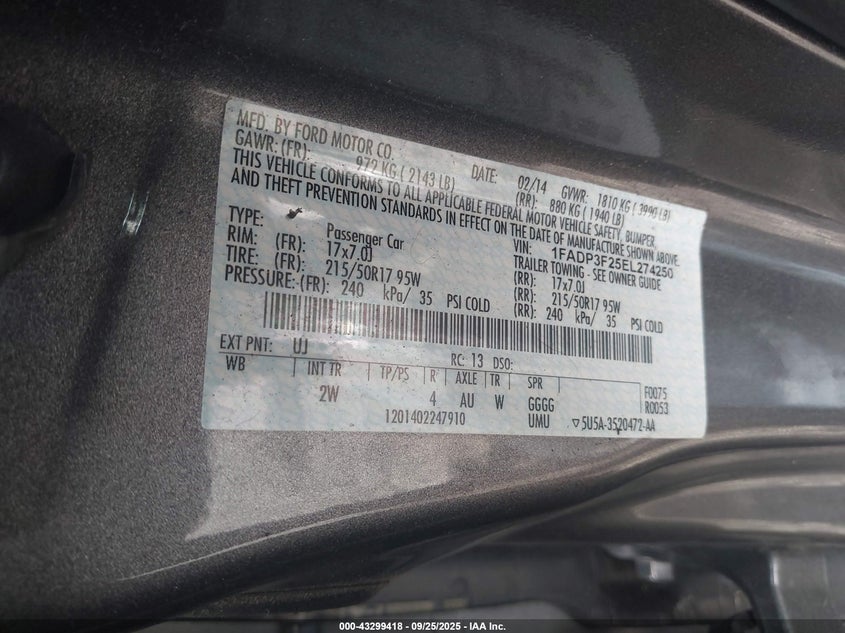 MFD. BY FORD MOTOR CO.
DATE: 02/14 GVWR: 1810 KG ( 3990 LB)
GAWR: (FR): 972 KG ( 2143 LB) (RR): 880 KG ( 1940 LB)
THIS VEHICLE CONFORMS TO ALL APPLICABLE FEDERAL MOTOR VEHICLE SAFETY, BUMPER,
AND THEFT PREVENTION STANDARDS IN EFFECT ON THE DATE OF MANUFACTURE SHOWN ABOVE.
VIN: 1FADP3F25EL274250
TYPE: Passenger Car TRAILER TOWING - SEE OWNER GUIDE
RIM: (FR): 17x7.0J (RR): 17x7.0J
TIRE: (FR): 215/50R17 95W (RR): 215/50R17 95W
PRESSURE: (FR): 240 kPa/ 35 PSI COLD (RR): 240 kPa/ 35 PSI COLD
EXT PNT: UJ RC: 13 DSO:
WB INT TR TP/PS R AXLE TR SPR F0075
2W 4 AU W GGGG R0053
1201402247910 UMU ▽5U5A-3520472-AA
000-43299418 - 09/25/2025 - IAA Inc.